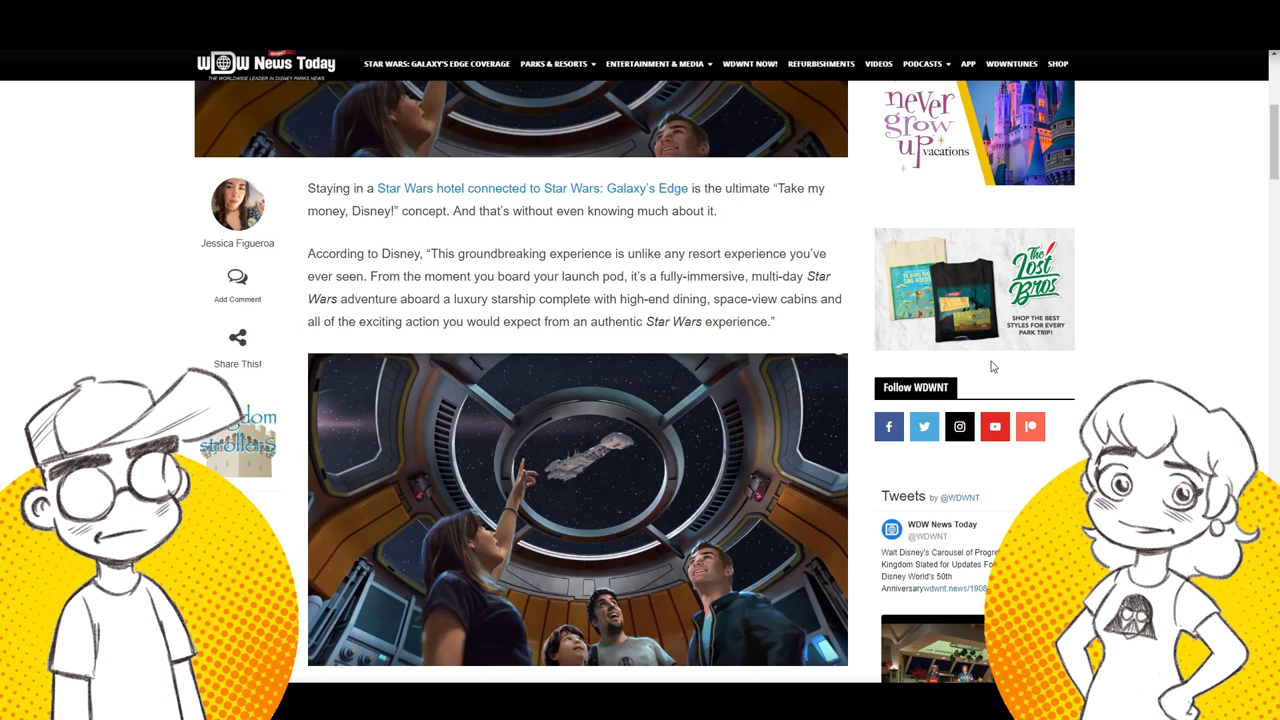 WDW News Today
THE WORLDWIDE LEADER IN DISNEY PARKS NEWS
STAR WARS: GALAXY'S EDGE COVERAGE
PARKS & RESORTS
ENTERTAINMENT & MEDIA
WDWNT NOW!
REFURBISHMENTS
VIDEOS
PODCASTS
APP
WDWNTUNES
SHOP
never
grow
up
vacations
Jessica Figueroa
Add Comment
Share This!
Staying in a Star Wars hotel connected to Star Wars: Galaxy's Edge is the ultimate “Take my
money, Disney!” concept. And that's without even knowing much about it.
According to Disney, “This groundbreaking experience is unlike any resort experience you've
ever seen. From the moment you board your launch pod, it's a fully-immersive, multi-day Star
Wars adventure aboard a luxury starship complete with high-end dining, space-view cabins and
all of the exciting action you would expect from an authentic Star Wars experience.”
The
Lost
Bros
SHOP THE BEST
STYLES FOR EVERY
PARK TRIP!
Follow WDWNT
strollers
Tweets by @WDWNT
WDW News Today
@WDWNT
Walt Disney's Carousel of Progre
Kingdom Slated for Updates Fo
Disney World's 50th
Anniversarywdwnt.news/1908